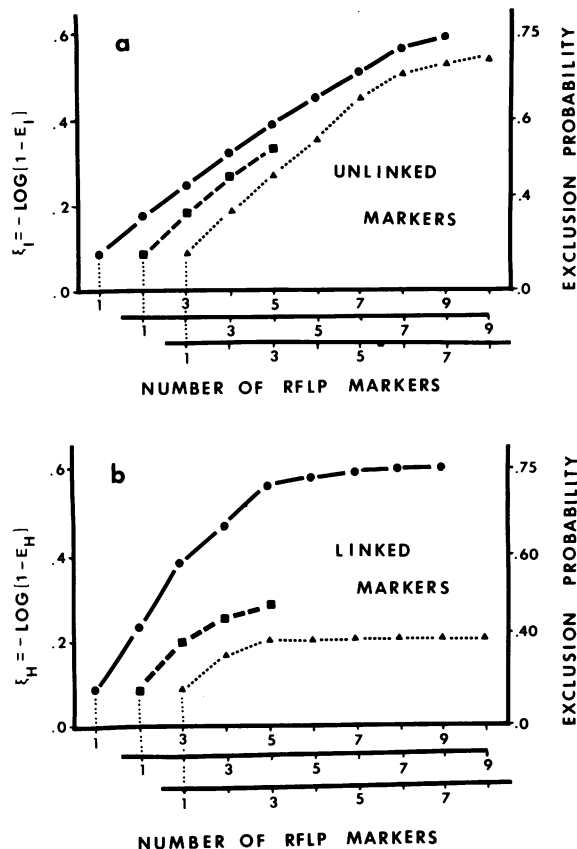 a
.6
.4
.2
.0
ξI = – LOG [1 – EI]
.75
.6
.4
.0
EXCLUSION PROBABILITY
UNLINKED
MARKERS
1 3 5 7 9
1 3 5 7 9
1 3 5 7
NUMBER OF RFLP MARKERS
b
.6
.4
.2
.0
ξH = – LOG [1 – EH]
0.75
.60
.40
.0
EXCLUSION PROBABILITY
LINKED
MARKERS
1 3 5 7 9
1 3 5 7 9
1 3 5 7
NUMBER OF RFLP MARKERS